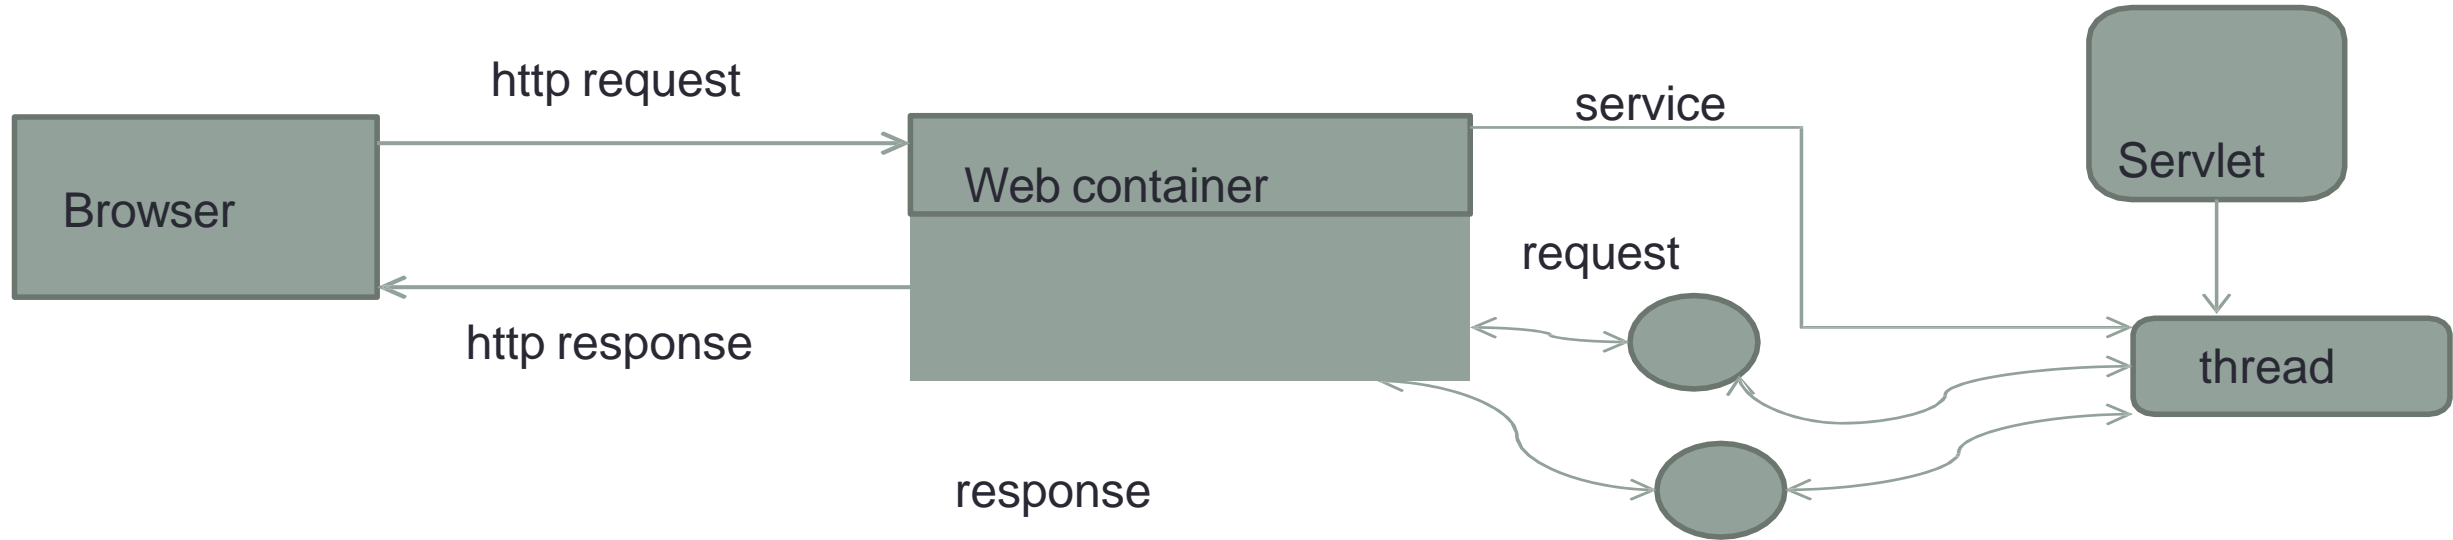 http request
service
Servlet
Web container
Browser
request
http response
thread
response